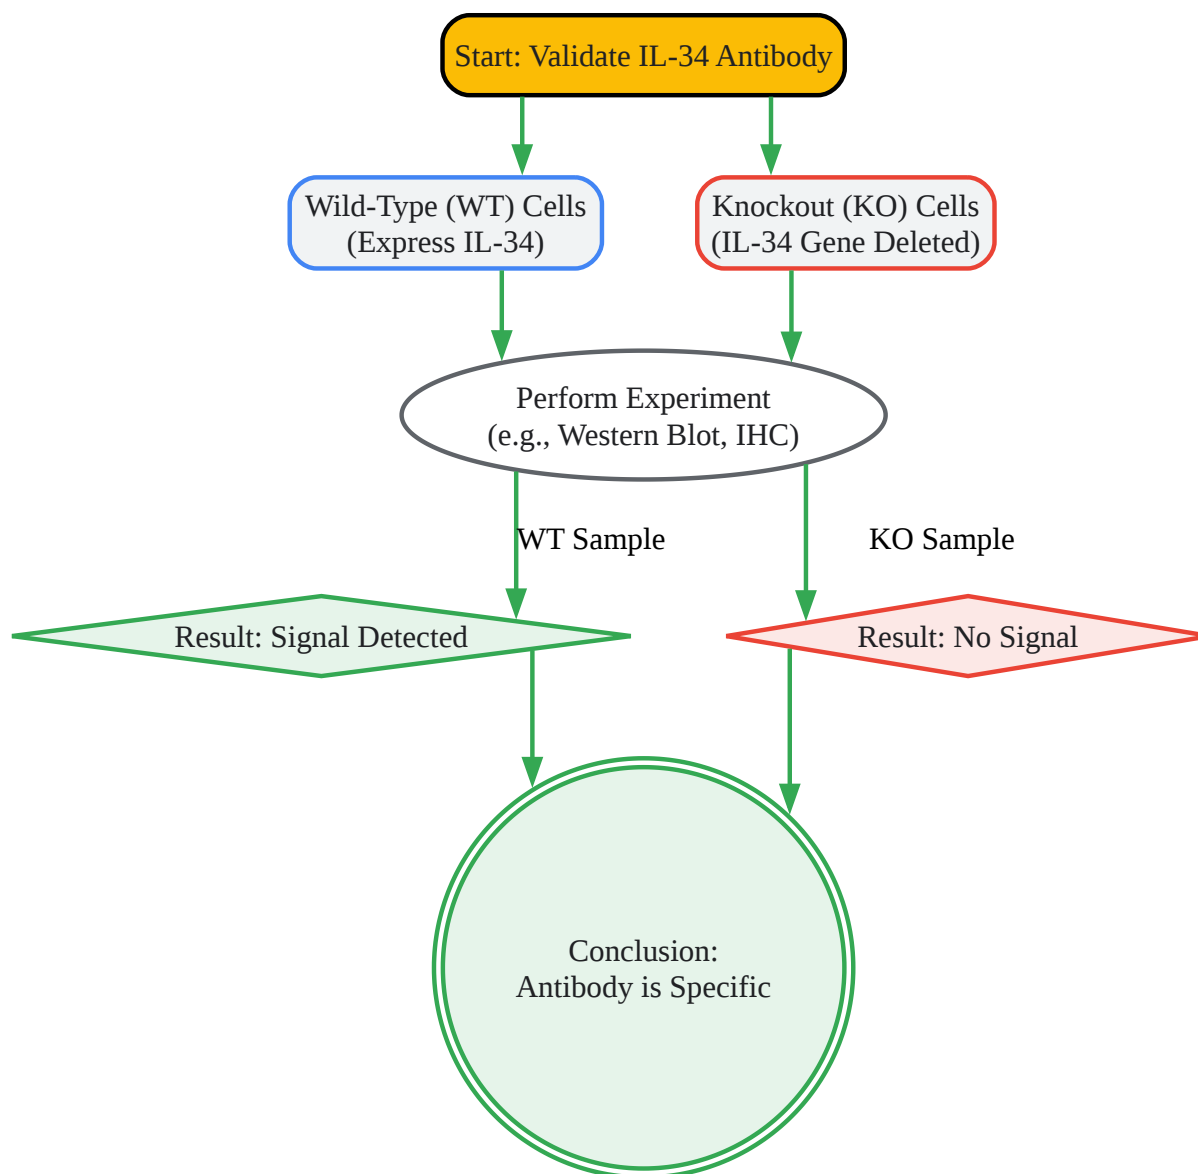 Start: Validate IL-34 Antibody
Wild-Type (WT) Cells
(Express IL-34)
Knockout (KO) Cells
(IL-34 Gene Deleted)
Perform Experiment
(e.g., Western Blot, IHC)
WT Sample
KO Sample
Result: Signal Detected
Result: No Signal
Conclusion:
Antibody is Specific